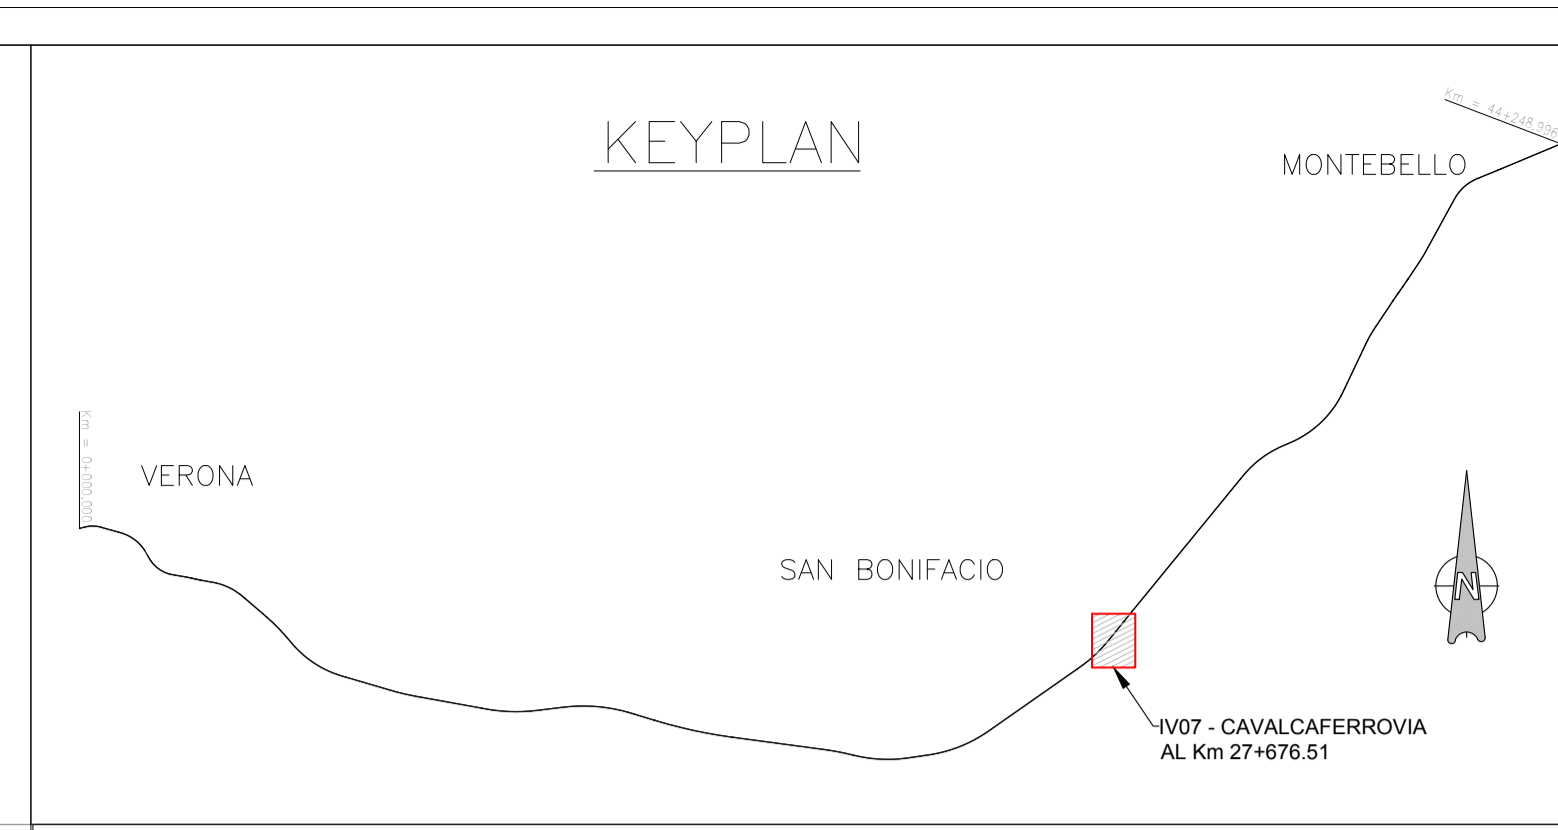 KEYPLAN
Km = 44+248.996
MONTEBELLO
Km = 0+000.000
VERONA
SAN BONIFACIO
N
IV07 - CAVALCAFERROVIA
AL Km 27+676.51